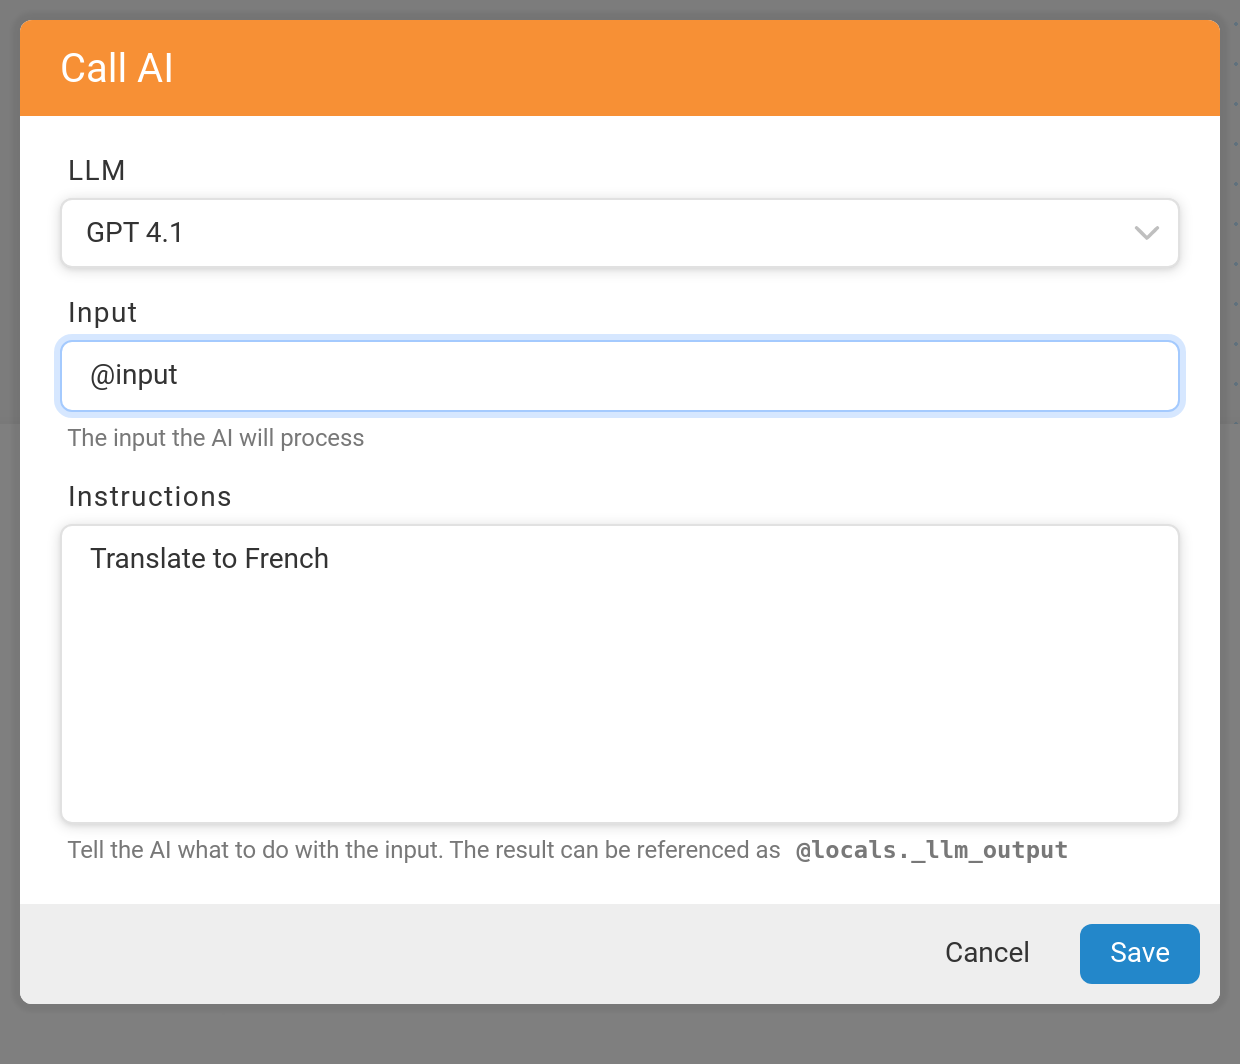 Call AI
LLM
GPT 4.1
Input
@input
The input the AI will process
Instructions
Translate to French
Tell the AI what to do with the input. The result can be referenced as @locals._llm_output
Cancel
Save